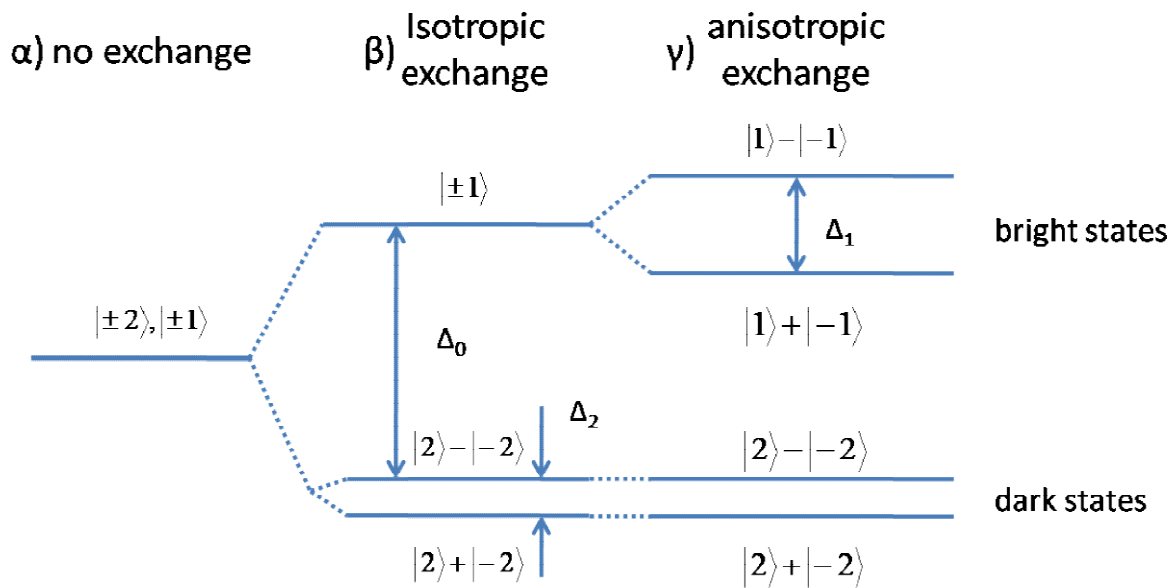 α) no exchange
β) Isotropic
exchange
γ) anisotropic
exchange
|1⟩−|−1⟩
|±1⟩
Δ₁
bright states
|±2⟩,|±1⟩
|1⟩+|−1⟩
Δ₀
Δ₂
|2⟩−|−2⟩
|2⟩−|−2⟩
dark states
|2⟩+|−2⟩
|2⟩+|−2⟩